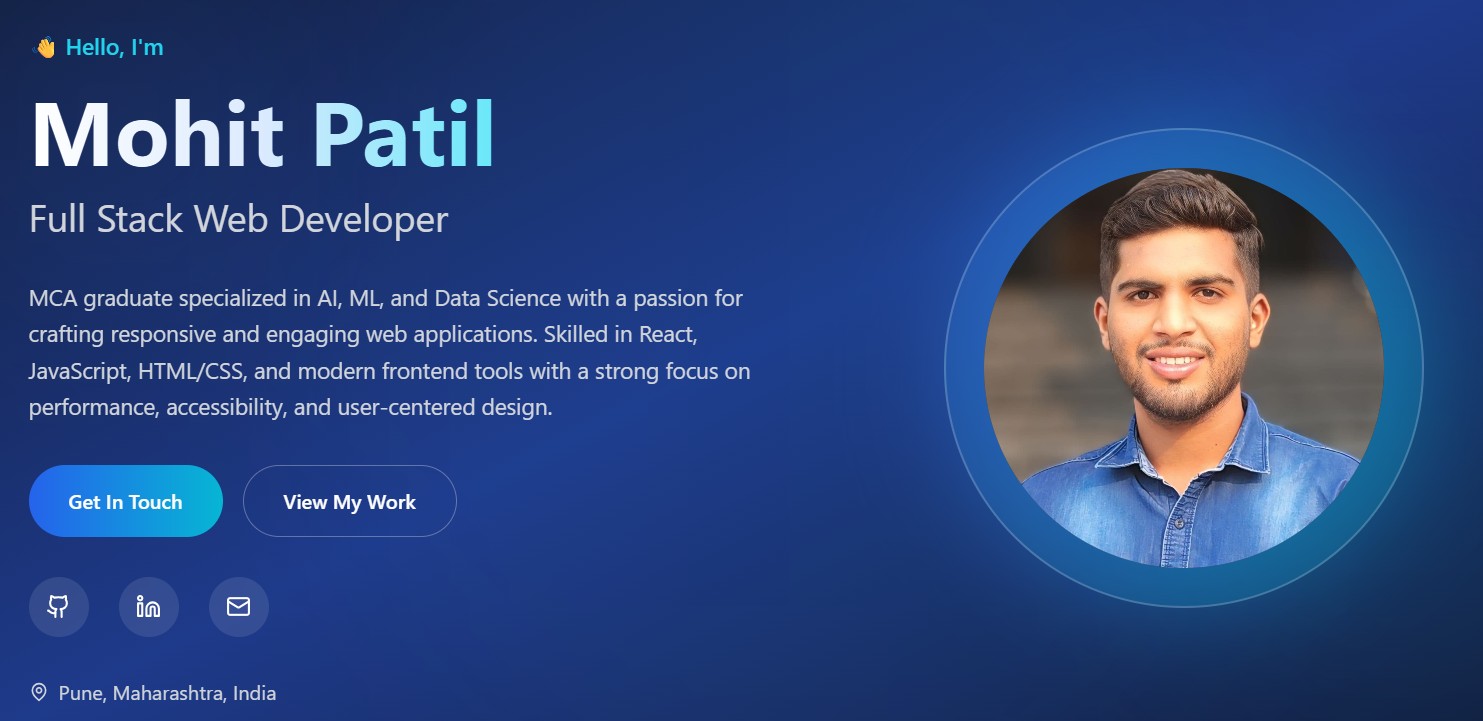 👋 Hello, I'm
Mohit Patil
Full Stack Web Developer
MCA graduate specialized in AI, ML, and Data Science with a passion for
crafting responsive and engaging web applications. Skilled in React,
JavaScript, HTML/CSS, and modern frontend tools with a strong focus on
performance, accessibility, and user-centered design.
Get In Touch
View My Work
in
Pune, Maharashtra, India